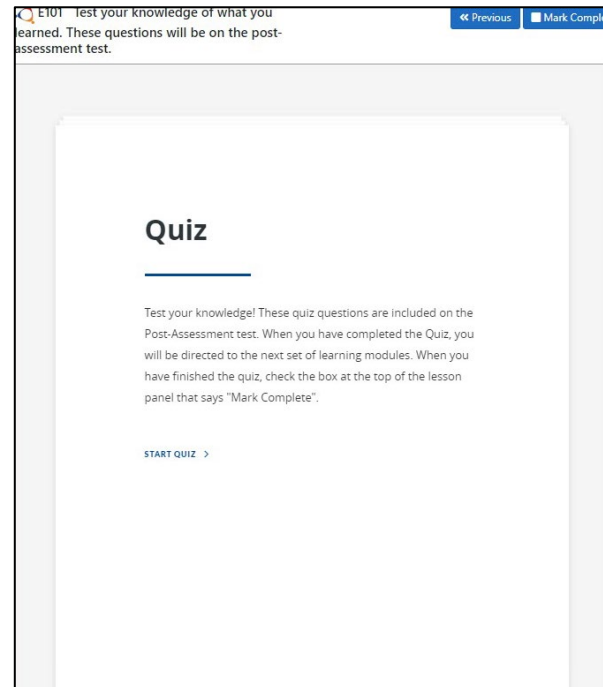 E101 Test your knowledge of what you
learned. These questions will be on the post-
assessment test.
« Previous
Mark Comple
Quiz
Test your knowledge! These quiz questions are included on the
Post-Assessment test. When you have completed the Quiz, you
will be directed to the next set of learning modules. When you
have finished the quiz, check the box at the top of the lesson
panel that says "Mark Complete".
START QUIZ >